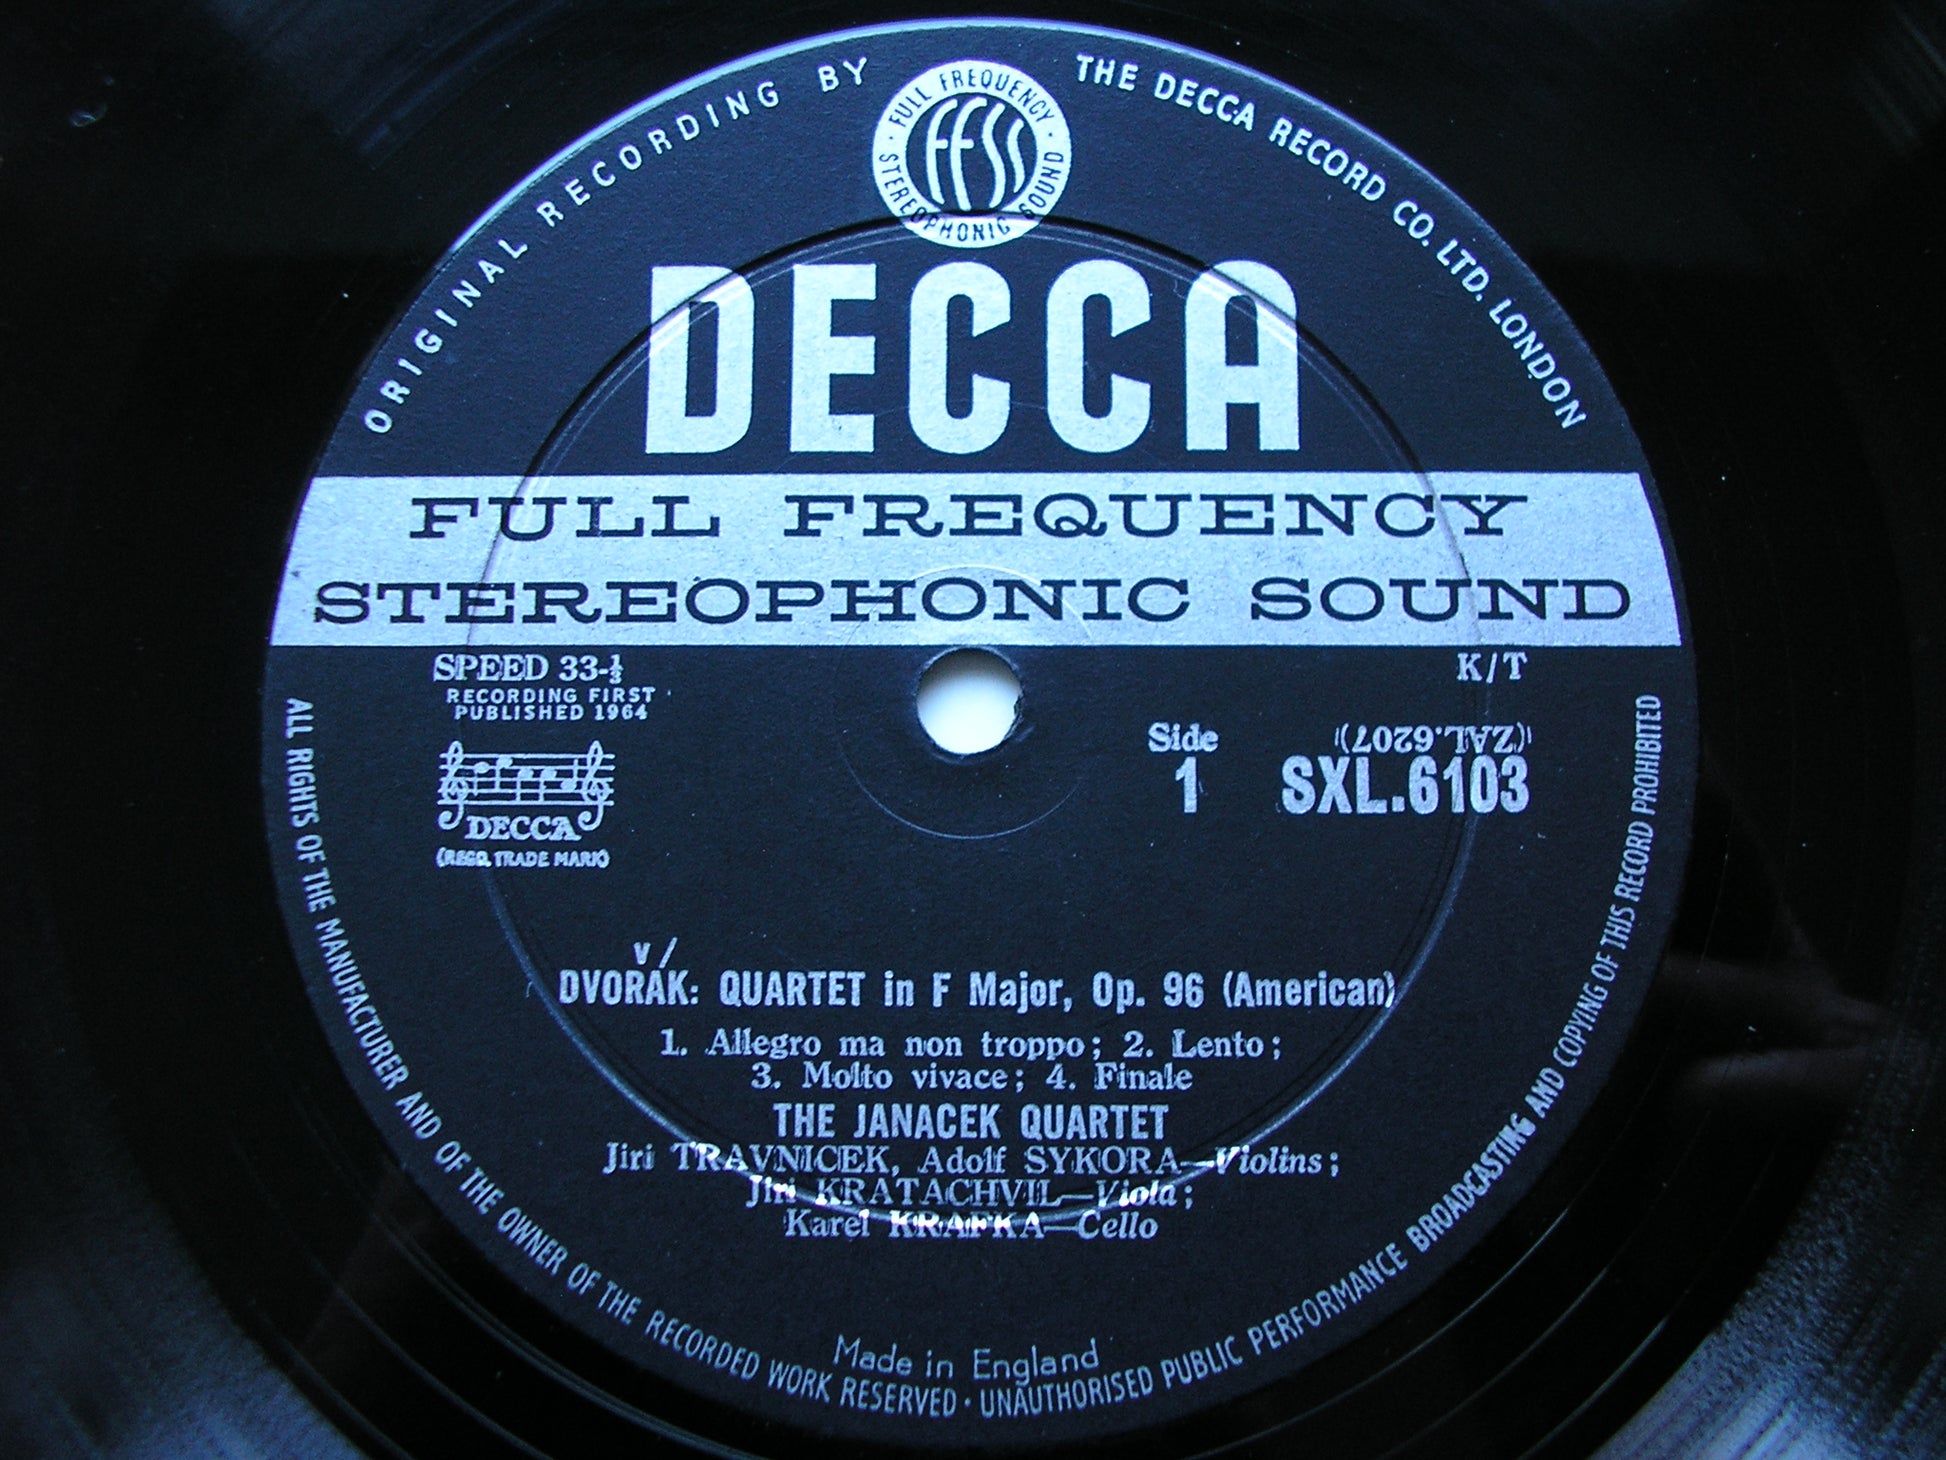 ORIGINAL RECORDING BY THE DECCA RECORD CO. LTD. LONDON
· FULL FREQUENCY · STEREOPHONIC SOUND
FFSS
DECCA
FULL FREQUENCY
STEREOPHONIC SOUND
SPEED 33-⅓
K/T
RECORDING FIRST
PUBLISHED 1964
Side
1
(ZAL.6207)
SXL.6103
DECCA
(REGD. TRADE MARK)
DVOŘÁK: QUARTET in F Major, Op. 96 (American)
1. Allegro ma non troppo; 2. Lento;
3. Molto vivace; 4. Finale
THE JANACEK QUARTET
Jiri TRAVNICEK, Adolf SYKORA—Violins;
Jiri KRATACHVIL—Viola;
Karel KRAFKA—Cello
Made in England
ALL RIGHTS OF THE MANUFACTURER AND OF THE OWNER OF THE RECORDED WORK RESERVED · UNAUTHORISED PUBLIC PERFORMANCE BROADCASTING AND COPYING OF THIS RECORD PROHIBITED